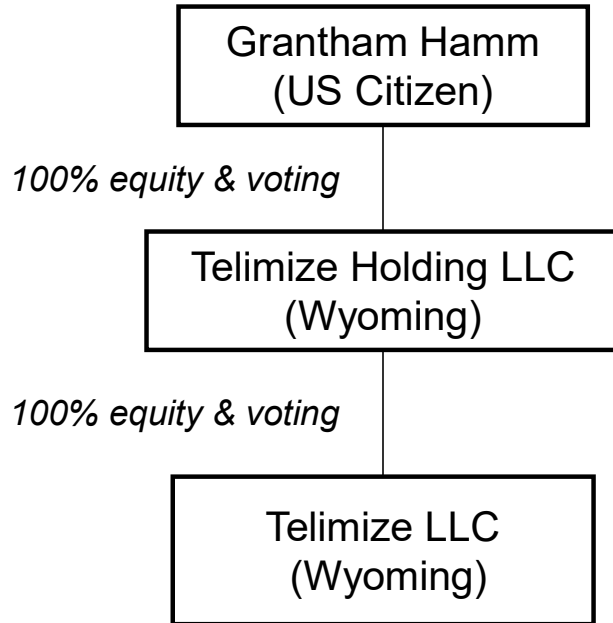 Grantham Hamm
(US Citizen)
100% equity & voting
Telimize Holding LLC
(Wyoming)
100% equity & voting
Telimize LLC
(Wyoming)